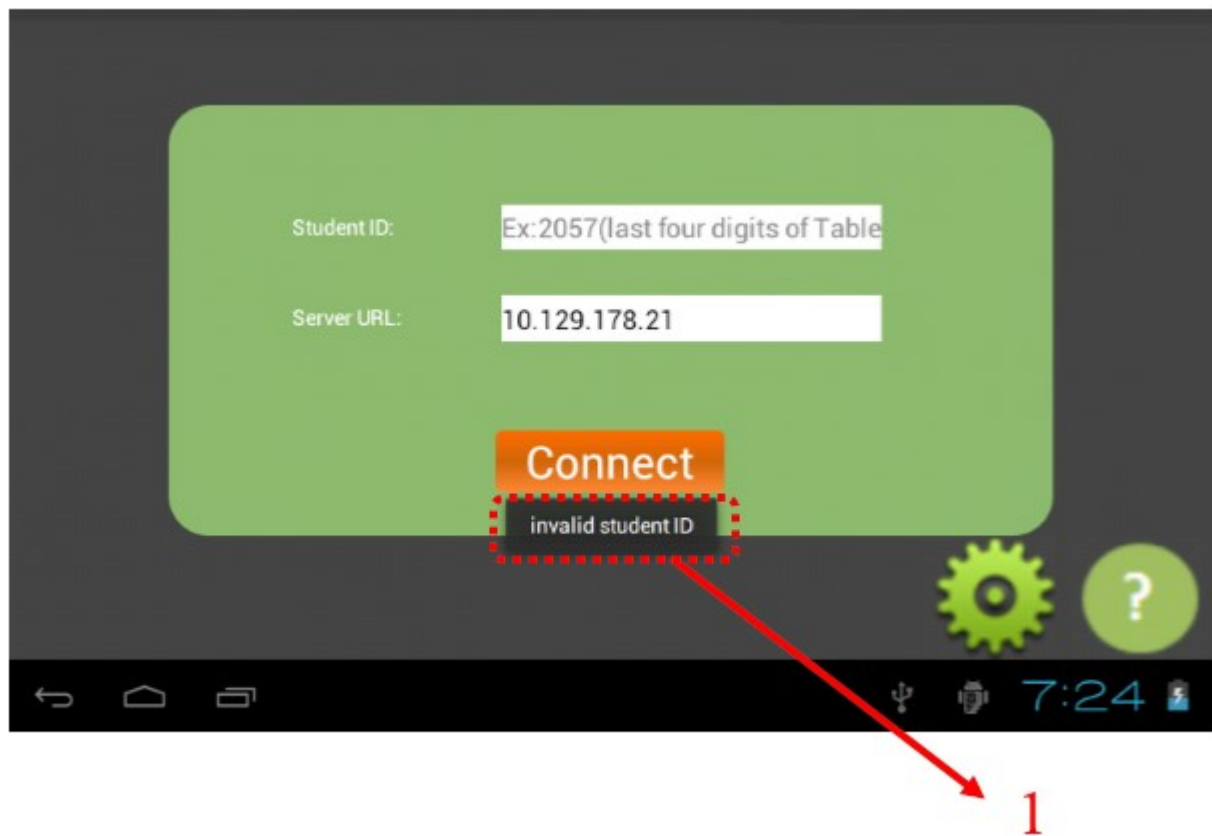 Student ID: Ex:2057(last four digits of Table
Server URL: 10.129.178.21
Connect
invalid student ID
?
7:24
1